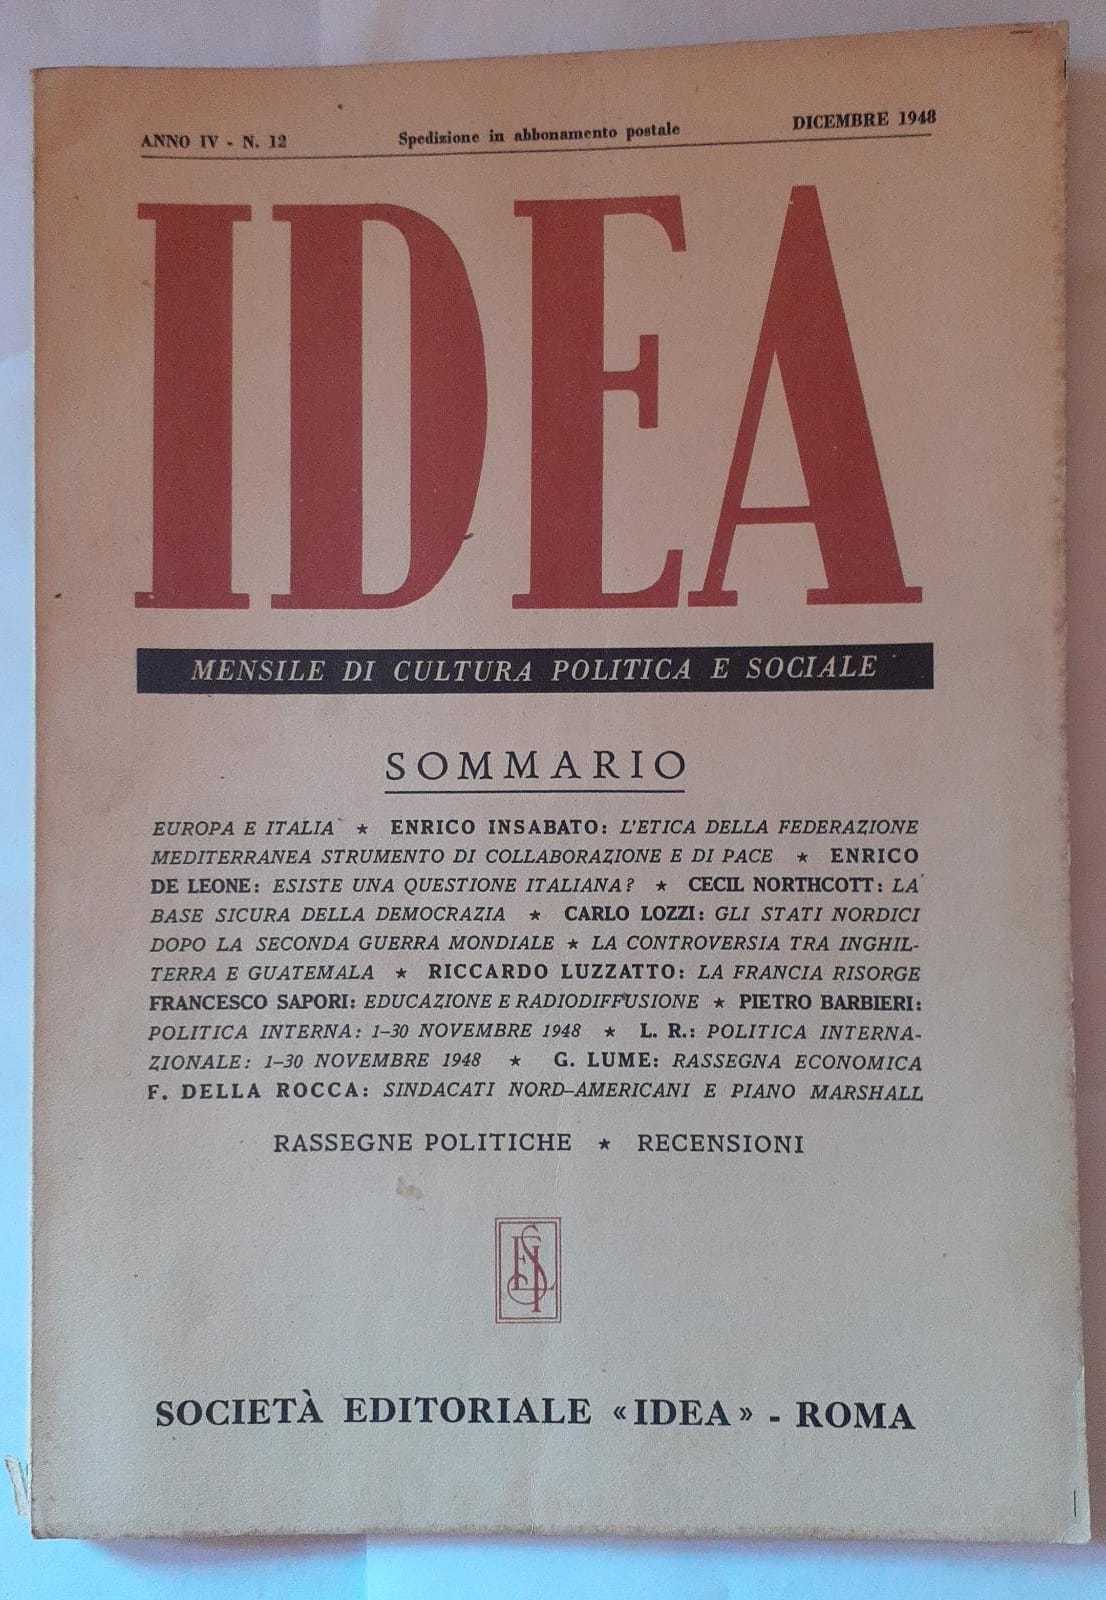 ANNO IV - N. 12 Spedizione in abbonamento postale DICEMBRE 1948
IDEA
MENSILE DI CULTURA POLITICA E SOCIALE
SOMMARIO
EUROPA E ITALIA ★ ENRICO INSABATO: L'ETICA DELLA FEDERAZIONE
MEDITERRANEA STRUMENTO DI COLLABORAZIONE E DI PACE ★ ENRICO
DE LEONE: ESISTE UNA QUESTIONE ITALIANA? ★ CECIL NORTHCOTT: LA
BASE SICURA DELLA DEMOCRAZIA ★ CARLO LOZZI: GLI STATI NORDICI
DOPO LA SECONDA GUERRA MONDIALE ★ LA CONTROVERSIA TRA INGHIL-
TERRA E GUATEMALA ★ RICCARDO LUZZATTO: LA FRANCIA RISORGE
FRANCESCO SAPORI: EDUCAZIONE E RADIODIFFUSIONE ★ PIETRO BARBIERI:
POLITICA INTERNA: 1-30 NOVEMBRE 1948 ★ L. R.: POLITICA INTERNA-
ZIONALE: 1-30 NOVEMBRE 1948 ★ G. LUME: RASSEGNA ECONOMICA
F. DELLA ROCCA: SINDACATI NORD-AMERICANI E PIANO MARSHALL
RASSEGNE POLITICHE ★ RECENSIONI
SOCIETÀ EDITORIALE «IDEA» - ROMA